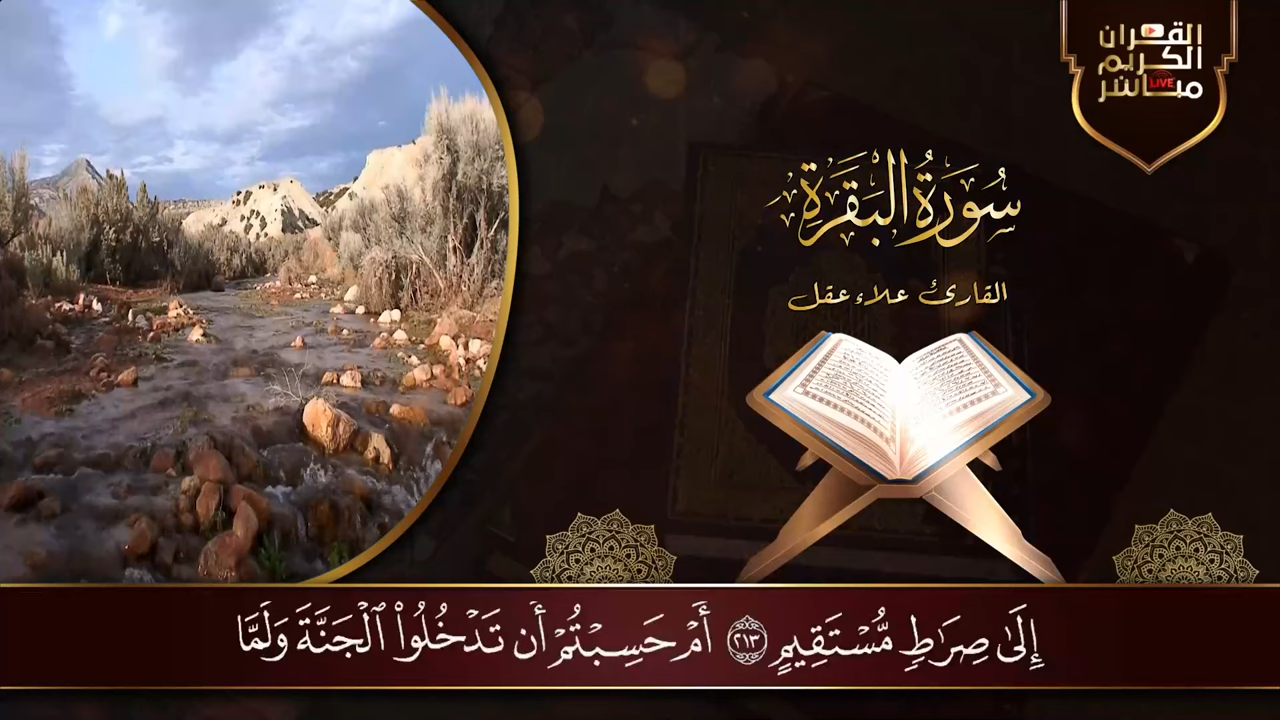 القرآن
الكريم
مباشر
LIVE
سُورَةُ البَقَرَةِ
القارئ علاء عقل
إِلَىٰ صِرَٰطٖ مُّسۡتَقِيمٍ ٢١٣ أَمۡ حَسِبۡتُمۡ أَن تَدۡخُلُواْ ٱلۡجَنَّةَ وَلَمَّا